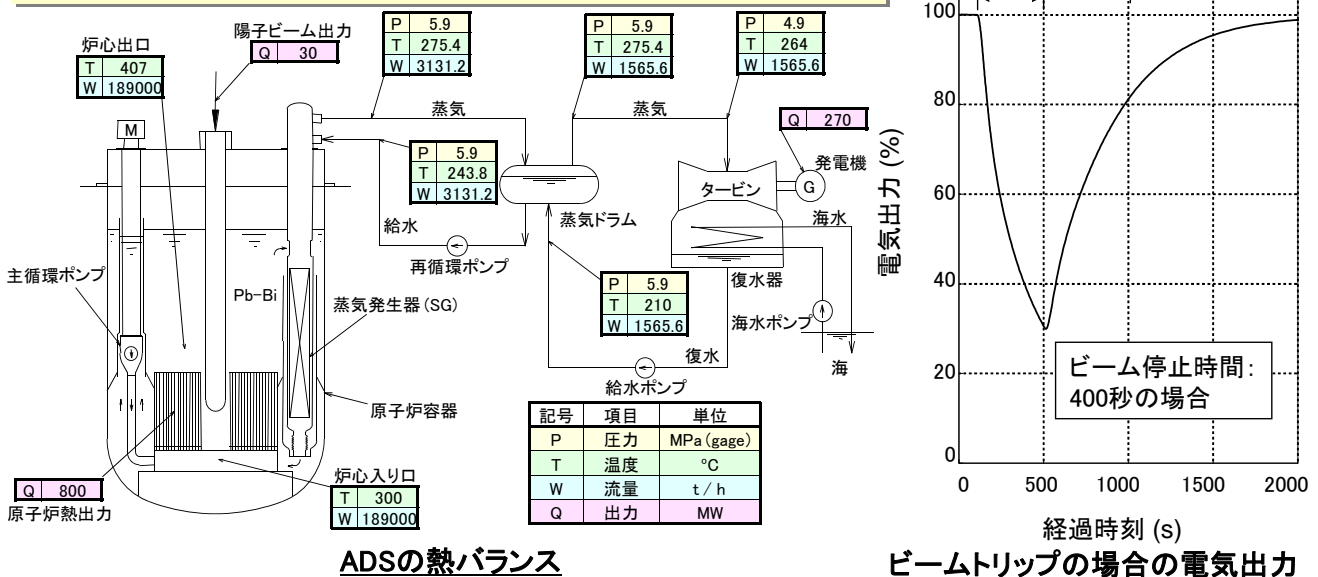 陽子ビーム出力
Q 30
炉心出口
T 407
W 189000
P 5.9
T 275.4
W 3131.2
P 5.9
T 275.4
W 1565.6
P 4.9
T 264
W 1565.6
M
蒸気
蒸気
Q 270
発電機
G
P 5.9
T 243.8
W 3131.2
タービン
蒸気ドラム
海水
給水
再循環ポンプ
復水器
主循環ポンプ
Pb-Bi
蒸気発生器(SG)
P 5.9
T 210
W 1565.6
海水ポンプ
海
復水
給水ポンプ
原子炉容器
Q 800
原子炉熱出力
炉心入り口
T 300
W 189000
記号 項目 単位
P 圧力 MPa(gage)
T 温度 °C
W 流量 t/h
Q 出力 MW
ADSの熱バランス
電気出力 (%)
100
80
60
40
20
0
ビーム停止時間:
400秒の場合
0 500 1000 1500 2000
経過時刻 (s)
ビームトリップの場合の電気出力